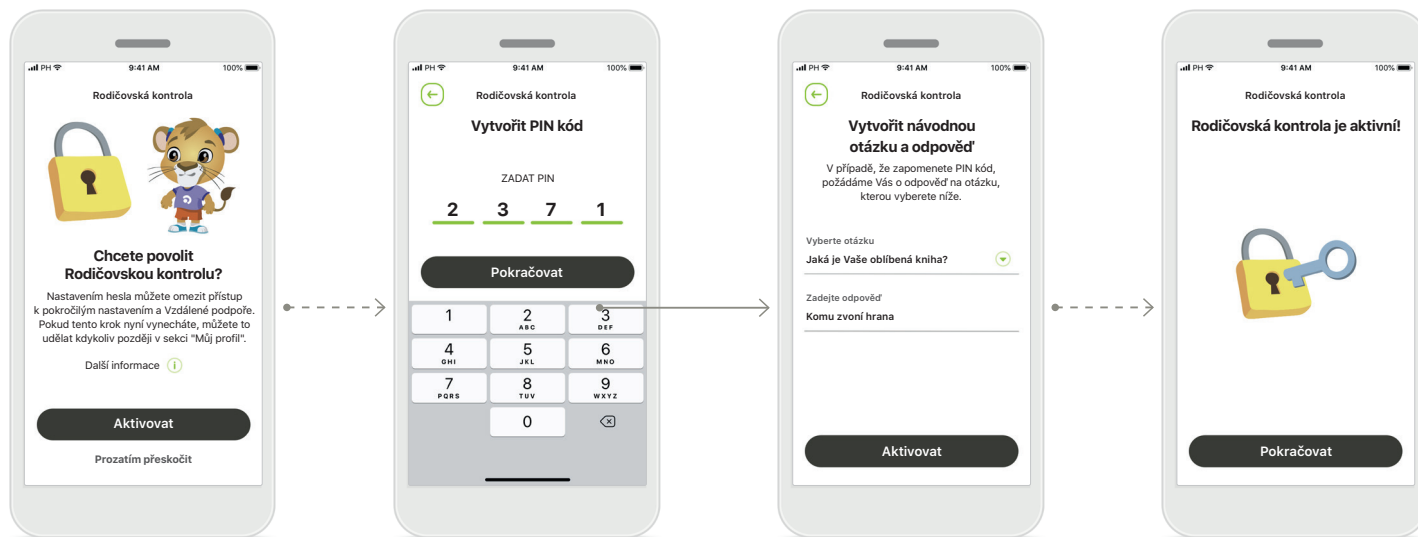 PH 9:41 AM 100%
Rodičovská kontrola
Chcete povolit
Rodičovskou kontrolu?
Nastavením hesla můžete omezit přístup
k pokročilým nastavením a Vzdálené podpoře.
Pokud tento krok nyní vynecháte, můžete to
udělat kdykoliv později v sekci "Můj profil".
Další informace i
Aktivovat
Prozatím přeskočit
PH 9:41 AM 100%
Rodičovská kontrola
Vytvořit PIN kód
ZADAT PIN
2 3 7 1
Pokračovat
1 2 3
ABC DEF
4 5 6
GHI JKL MNO
7 8 9
PQRS TUV WXYZ
0
PH 9:41 AM 100%
Rodičovská kontrola
Vytvořit návodnou
otázku a odpověď
V případě, že zapomenete PIN kód,
požádáme Vás o odpověď na otázku,
kterou vyberete níže.
Vyberte otázku
Jaká je Vaše oblíbená kniha?
Zadejte odpověď
Komu zvoní hrana
Aktivovat
PH 9:41 AM 100%
Rodičovská kontrola
Rodičovská kontrola je aktivní!
Pokračovat